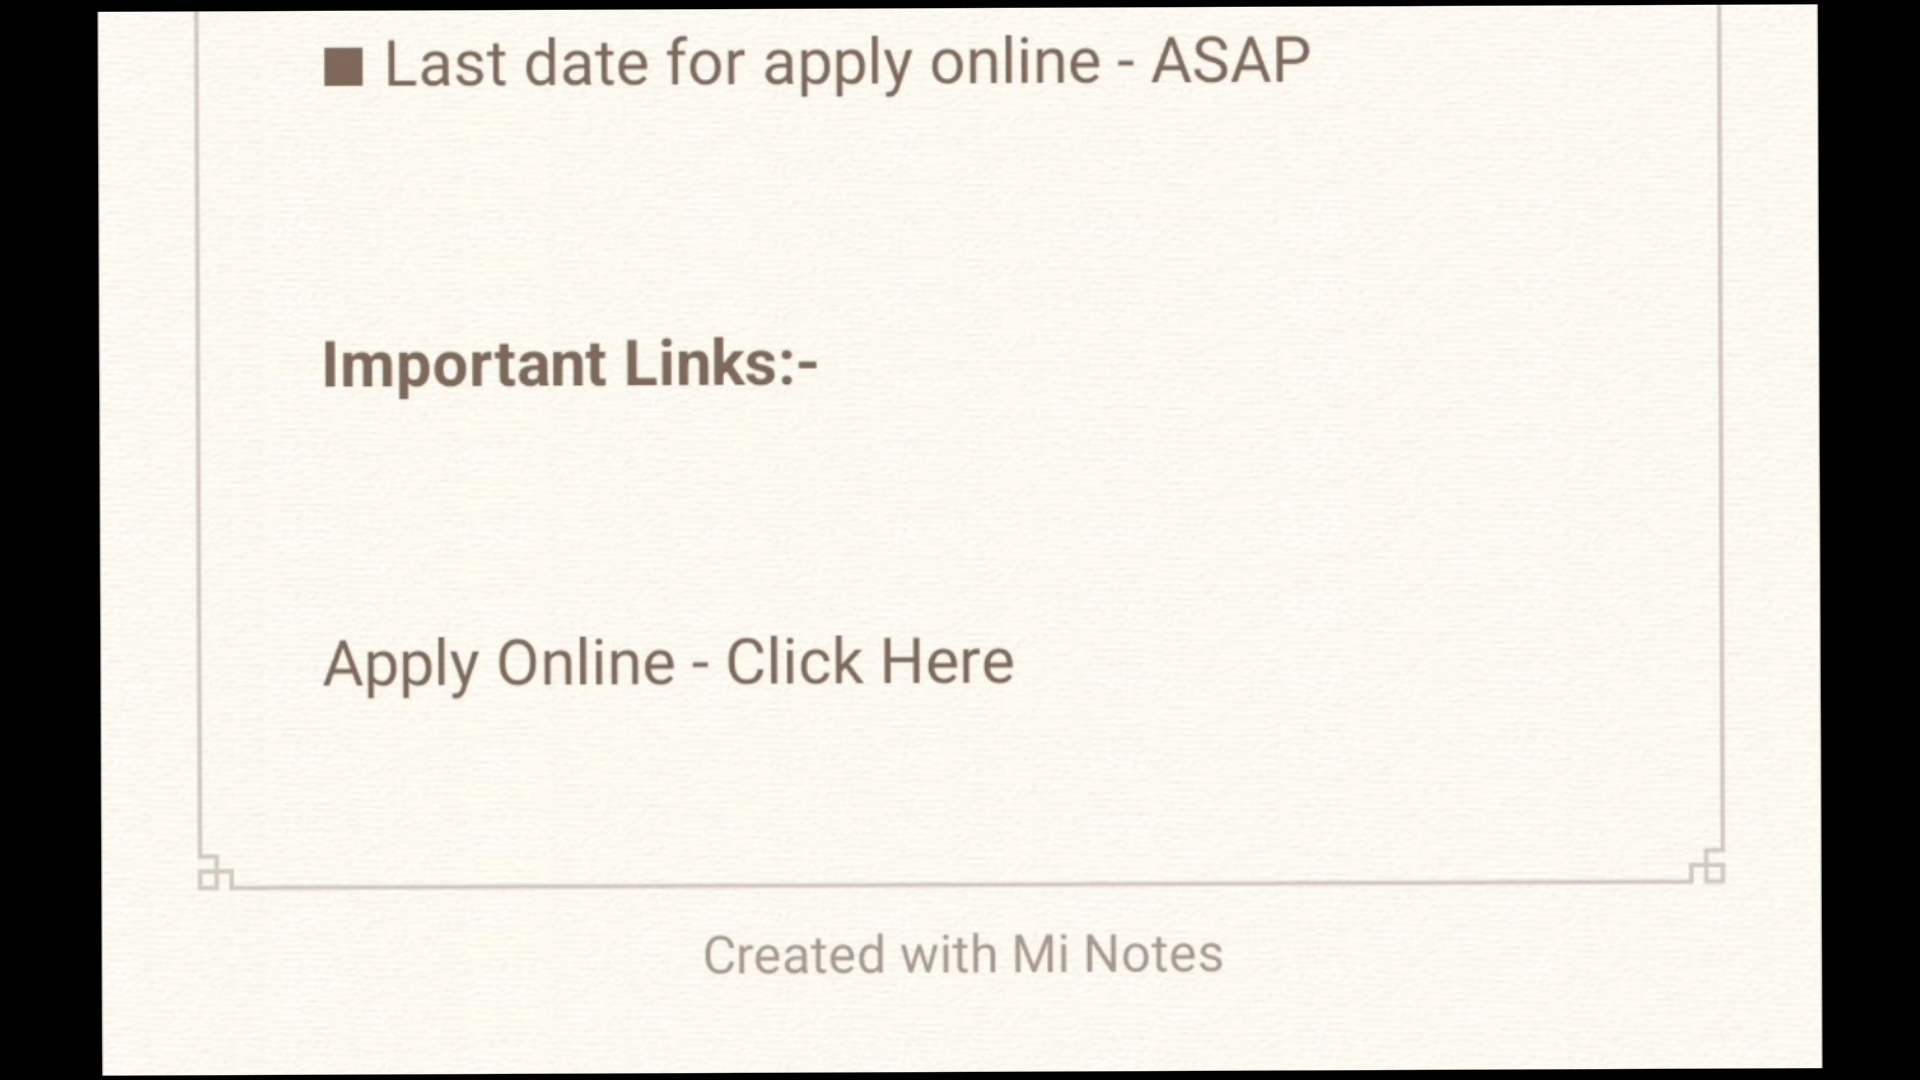 ■ Last date for apply online - ASAP
Important Links:-
Apply Online - Click Here
Created with Mi Notes